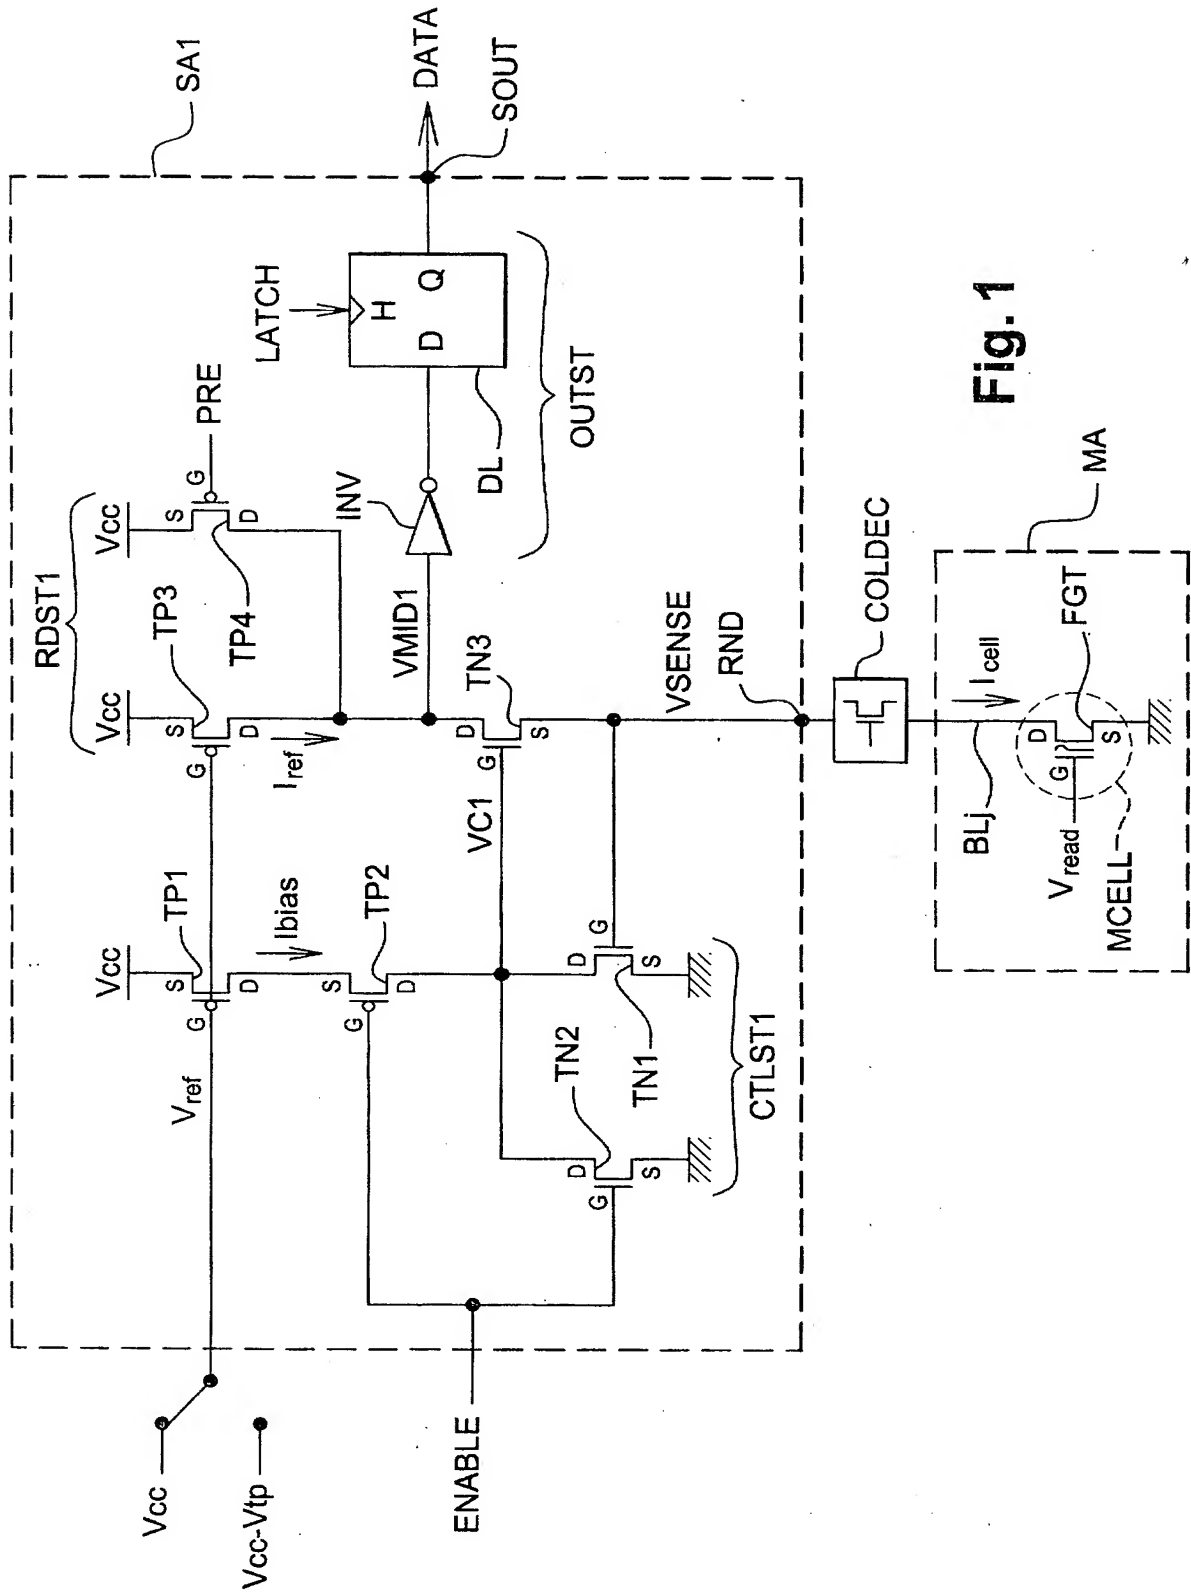 SA1
RDST1
Vcc
Vcc
Vcc
S
TP1
G
D
Vref
Ibias
S
TP3
G
D
Iref
S
G
PRE
D
TP4
LATCH
H
D
Q
DATA
SOUT
INV
DL
OUTST
VMID1
S
TP2
G
D
VC1
D
TN3
G
S
VSENSE
RND
D
TN2
G
S
D
G
S
TN1
CTLST1
Vcc
Vcc-Vtp
ENABLE
COLDEC
MA
Icell
FGT
D
G
S
BLj
Vread
MCELL
Fig. 1